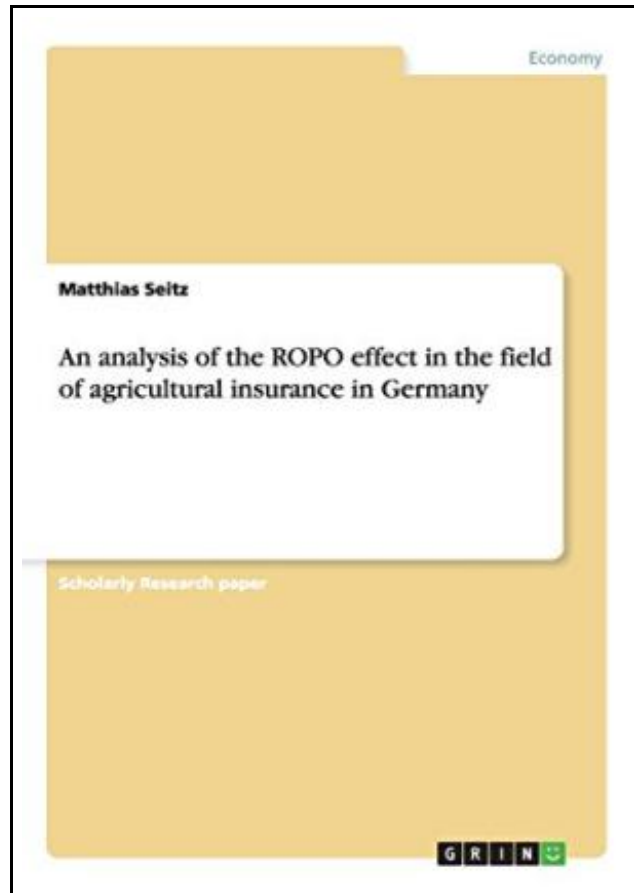 Economy
Matthias Seitz
An analysis of the ROPO effect in the field
of agricultural insurance in Germany
Scholarly Research paper
GRIN